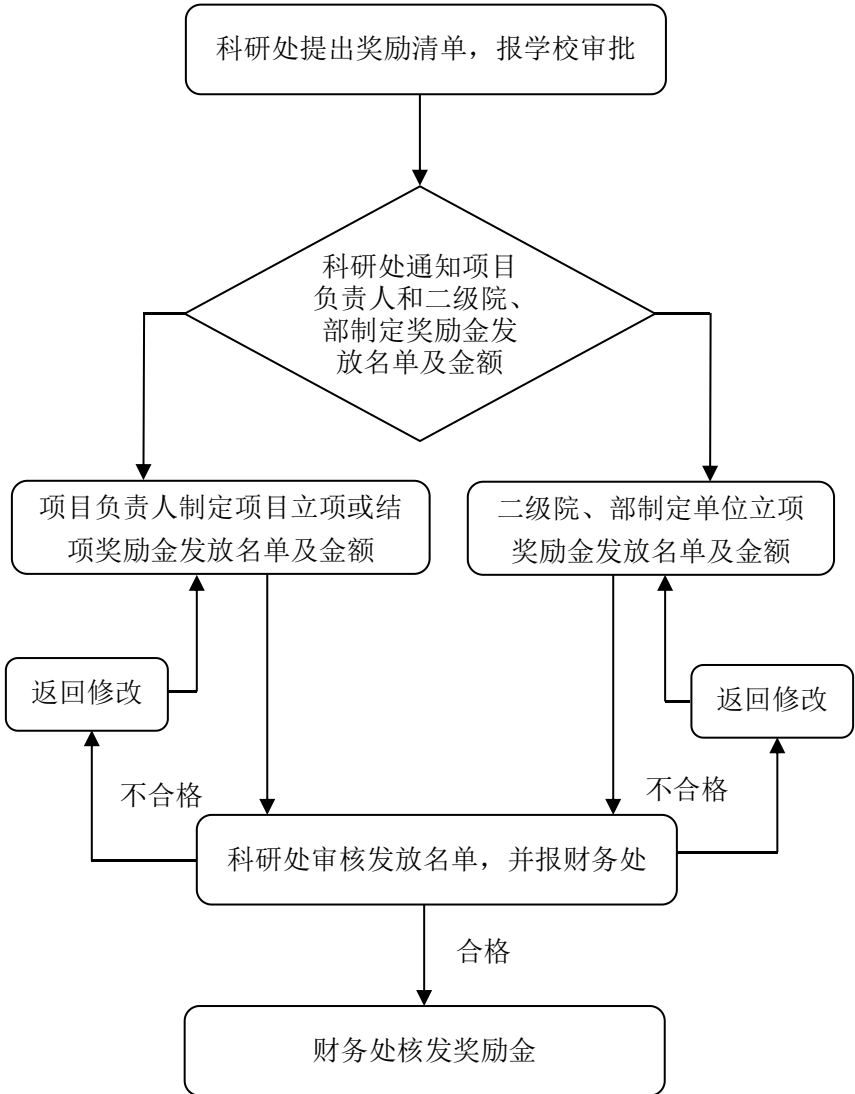 科研处提出奖励清单，报学校审批
科研处通知项目
负责人和二级院、
部制定奖励金发
放名单及金额
项目负责人制定项目立项或结
项奖励金发放名单及金额
二级院、部制定单位立项
奖励金发放名单及金额
返回修改
返回修改
不合格
不合格
科研处审核发放名单，并报财务处
合格
财务处核发奖励金